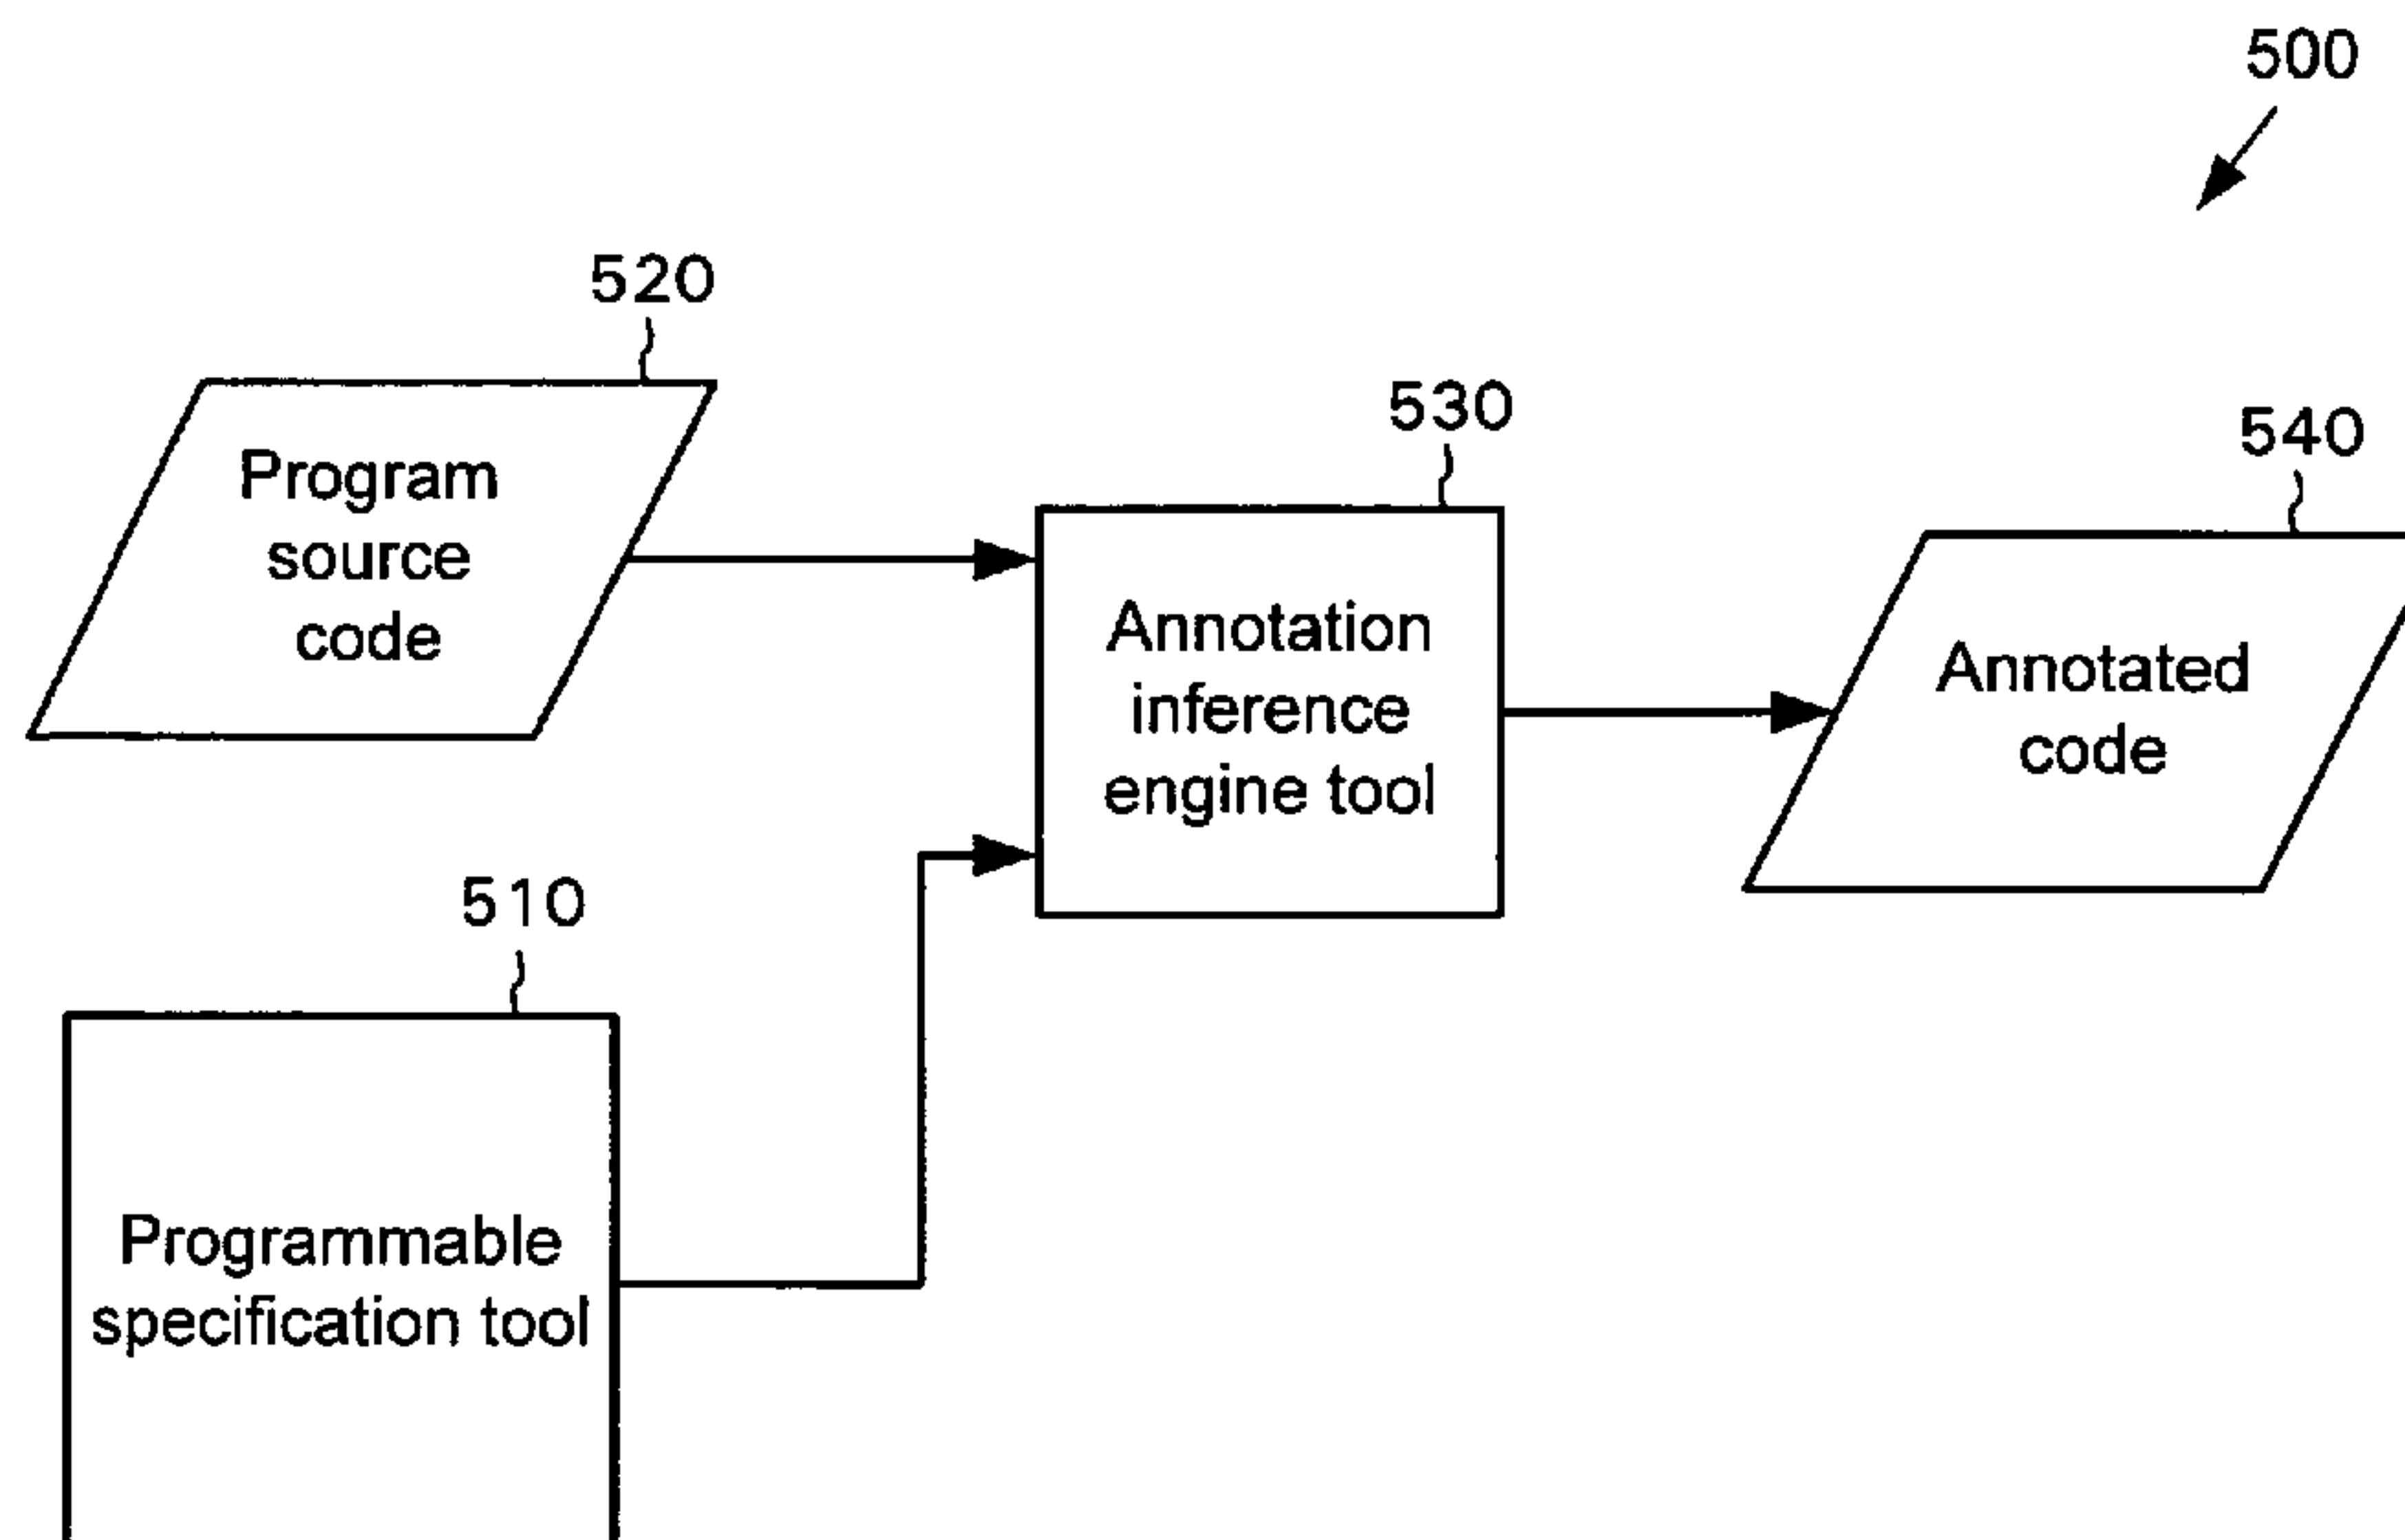 500
520
Program
source
code
530
Annotation
inference
engine tool
540
Annotated
code
510
Programmable
specification tool